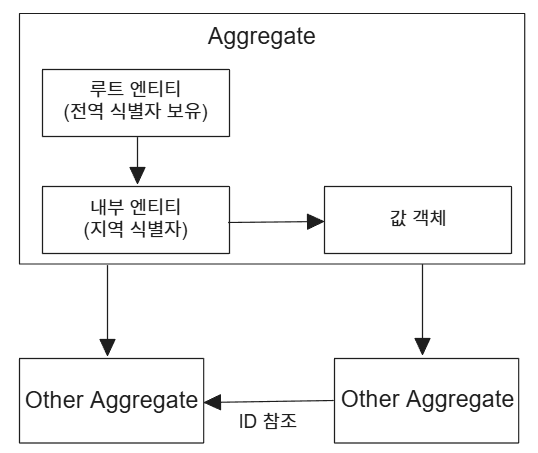 Aggregate
루트 엔티티
(전역 식별자 보유)
내부 엔티티
(지역 식별자)
값 객체
Other Aggregate
Other Aggregate
ID 참조